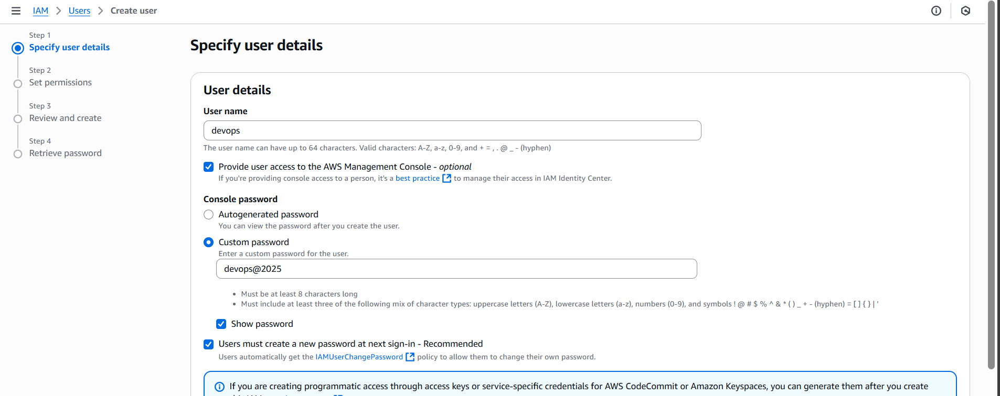 IAM > Users > Create user
Step 1
Specify user details
Step 2
Set permissions
Step 3
Review and create
Step 4
Retrieve password
Specify user details
User details
User name
devops
The user name can have up to 64 characters. Valid characters: A-Z, a-z, 0-9, and + = , . @ _ - (hyphen)
Provide user access to the AWS Management Console - optional
If you're providing console access to a person, it's a best practice to manage their access in IAM Identity Center.
Console password
Autogenerated password
You can view the password after you create the user.
Custom password
Enter a custom password for the user.
devops@2025
• Must be at least 8 characters long
• Must include at least three of the following mix of character types: uppercase letters (A-Z), lowercase letters (a-z), numbers (0-9), and symbols ! @ # $ % ^ & * ( ) _ + - (hyphen) = [ ] { } | '
Show password
Users must create a new password at next sign-in - Recommended
Users automatically get the IAMUserChangePassword policy to allow them to change their own password.
If you are creating programmatic access through access keys or service-specific credentials for AWS CodeCommit or Amazon Keyspaces, you can generate them after you create